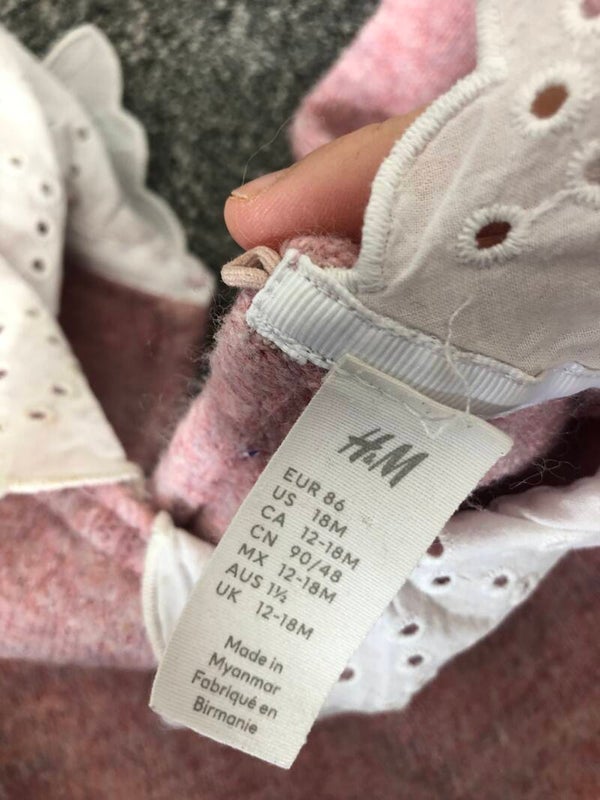 H&M
EUR 86
US 18M
CA 12-18M
CN 90/48
MX 12-18M
AUS 1½
UK 12-18M
Made in
Myanmar
Fabriqué en
Birmanie